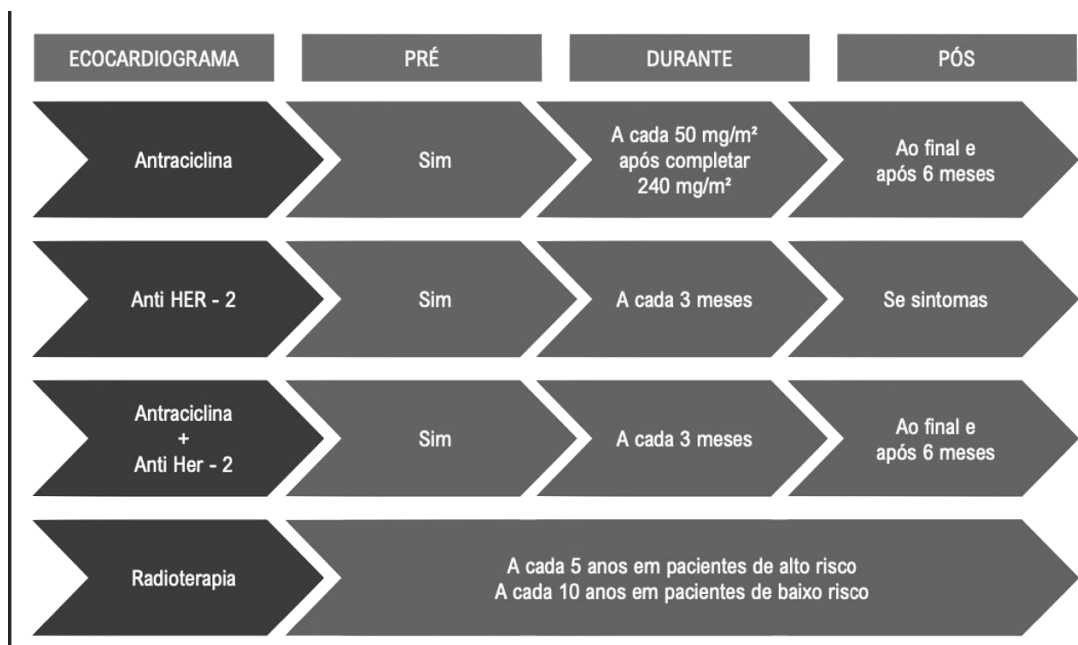 ECOCARDIOGRAMA
PRÉ
DURANTE
PÓS
Antraciclina
Sim
A cada 50 mg/m²
após completar
240 mg/m²
Ao final e
após 6 meses
Anti HER - 2
Sim
A cada 3 meses
Se sintomas
Antraciclina
+
Anti Her - 2
Sim
A cada 3 meses
Ao final e
após 6 meses
Radioterapia
A cada 5 anos em pacientes de alto risco
A cada 10 anos em pacientes de baixo risco